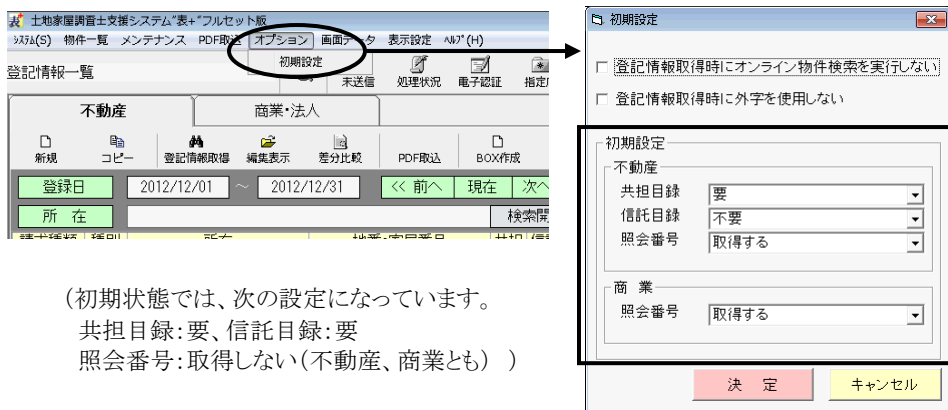 土地家屋調査士支援システム“表+”フルセット版
ｼｽﾃﾑ(S) 物件一覧 メンテナンス PDF取込 オプション 画面データ 表示設定 ﾍﾙﾌﾟ(H)
初期設定
登記情報一覧
未送信 処理状況 電子認証
不動産 商業・法人
新規 コピー 登記情報取得 編集表示 差分比較 PDF取込 BOX作成
登録日 2012/12/01 ～ 2012/12/31 << 前へ 現在 次へ
所 在 検索開
(初期状態では、次の設定になっています。
共担目録:要、信託目録:要
照会番号:取得しない(不動産、商業とも) )
初期設定
登記情報取得時にオンライン物件検索を実行しない
登記情報取得時に外字を使用しない
初期設定
不動産
共担目録 要
信託目録 不要
照会番号 取得する
商 業
照会番号 取得する
決 定 キャンセル